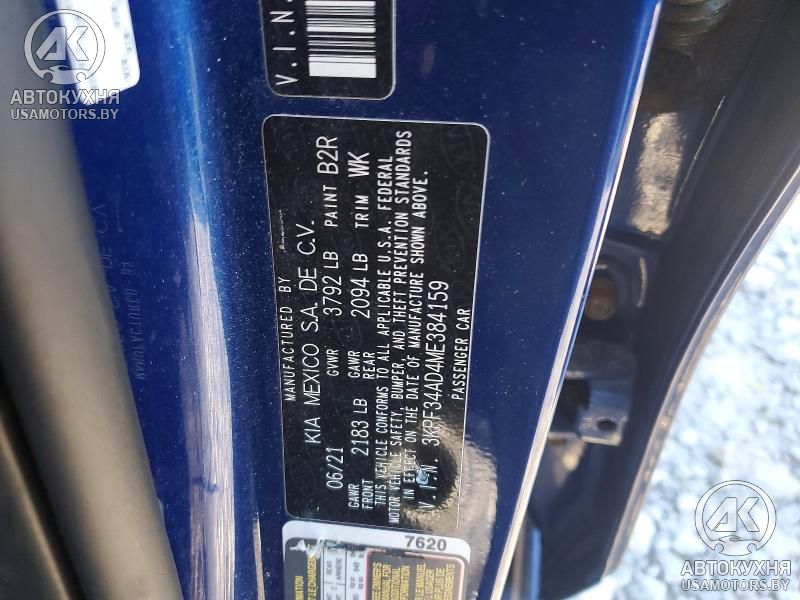 АВТОКУХНЯ
USAMOTORS.BY
V.I.N.
MANUFACTURED BY
KIA MEXICO S.A. DE C.V.
06/21 GVWR 3792 LB PAINT B2R
GAWR FRONT 2183 LB GAWR REAR 2094 LB TRIM WK
THIS VEHICLE CONFORMS TO ALL APPLICABLE U.S.A. FEDERAL
MOTOR VEHICLE SAFETY, BUMPER, AND THEFT PREVENTION STANDARDS
IN EFFECT ON THE DATE OF MANUFACTURE SHOWN ABOVE.
V.I.N. 3KPF34AD4ME384159
PASSENGER CAR
7620
REAR
ARRIERE
АВТОКУХНЯ
USAMOTORS.BY